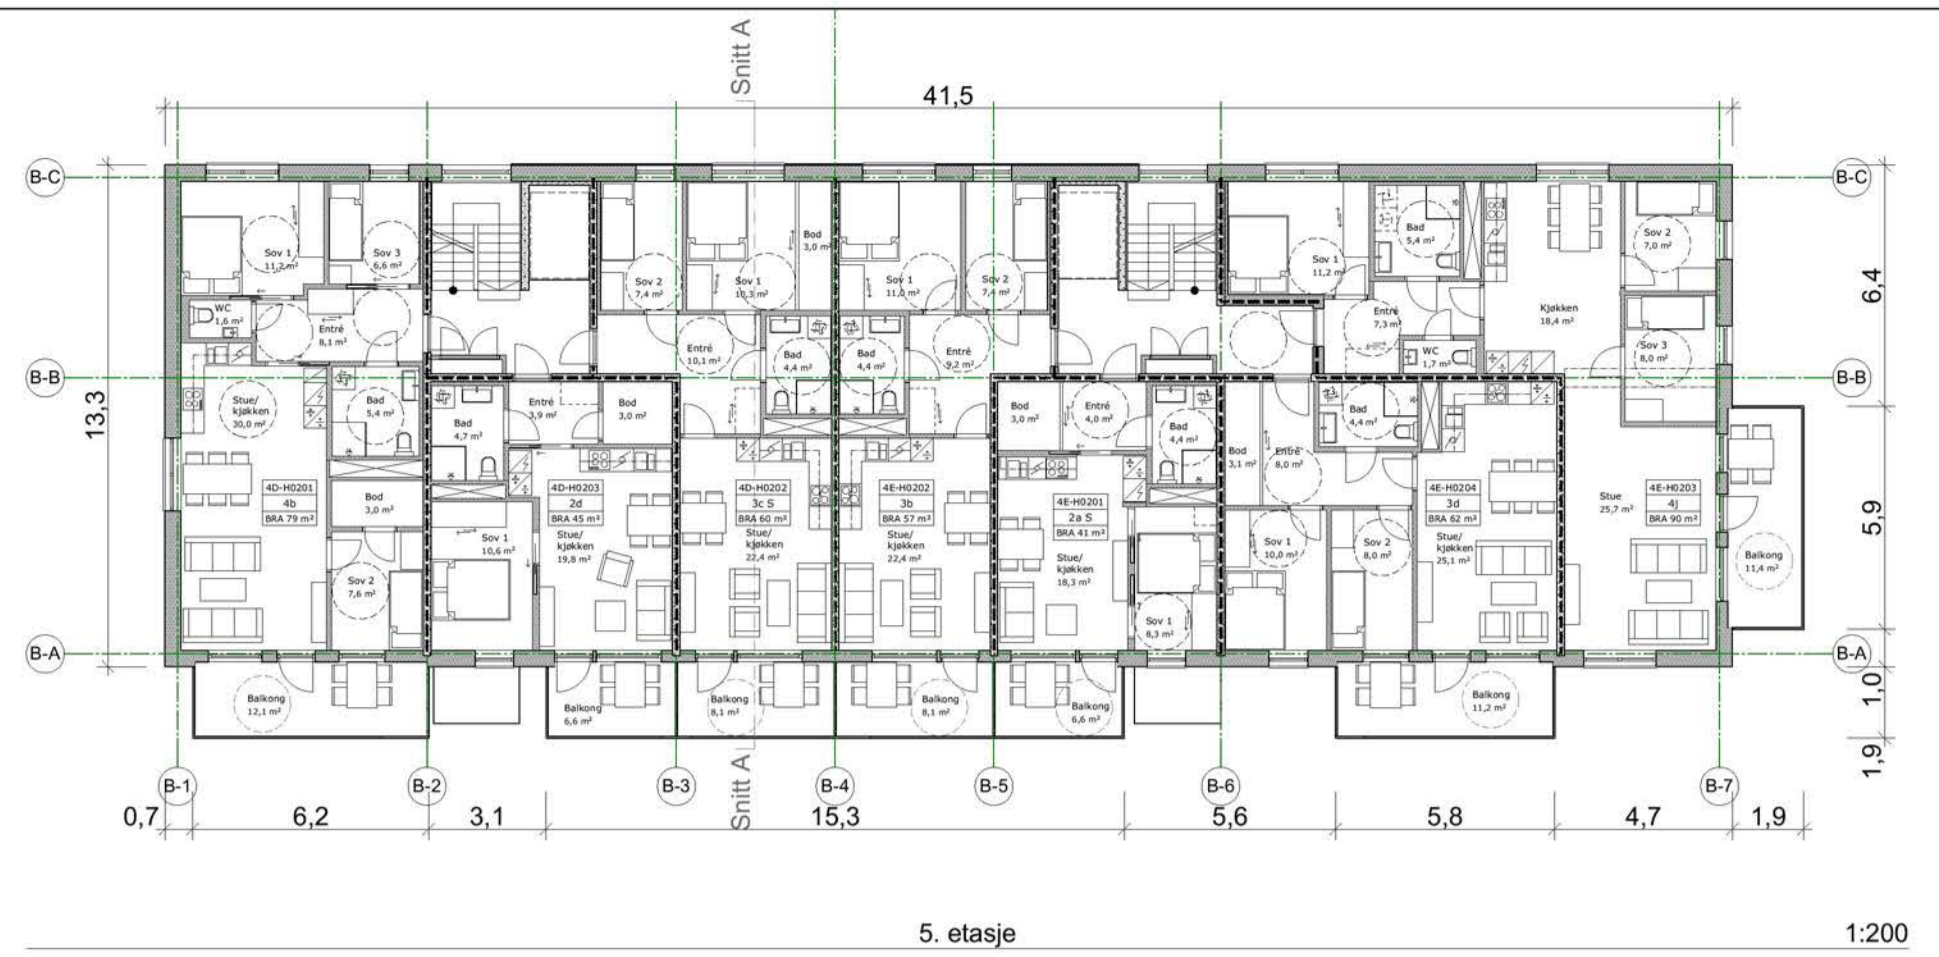 Snitt A
41,5
B-C
B-C
Sov 1
11,2 m²
Sov 3
6,6 m²
WC
1,6 m²
Entré
8,1 m²
Sov 2
7,4 m²
Sov 1
10,3 m²
Bod
3,0 m²
Sov 1
11,0 m²
Sov 2
7,4 m²
Sov 1
11,2 m²
Bad
5,4 m²
Kjøkken
18,4 m²
Sov 2
7,0 m²
6,4
Entré
10,1 m²
Bad
4,4 m²
Bad
4,4 m²
Entré
9,2 m²
Entré
7,3 m²
WC
1,7 m²
Sov 3
8,0 m²
B-B
B-B
13,3
Stue/
kjøkken
30,0 m²
Bad
5,4 m²
Bad
4,7 m²
Entré
3,9 m²
Bod
3,0 m²
Bod
3,0 m²
Entré
4,0 m²
Bad
4,4 m²
Bod
3,1 m²
Entré
8,0 m²
Bad
4,4 m²
4D-H0201
4b
BRA 79 m²
Bod
3,0 m²
4D-H0203
2d
BRA 45 m²
Stue/
kjøkken
19,8 m²
4D-H0202
3c S
BRA 60 m²
Stue/
kjøkken
22,4 m²
4E-H0202
3b
BRA 57 m²
Stue/
kjøkken
22,4 m²
4E-H0201
2a S
BRA 41 m²
Stue/
kjøkken
18,3 m²
4E-H0204
3d
BRA 62 m²
Stue/
kjøkken
25,1 m²
Stue
25,7 m²
4E-H0203
4j
BRA 90 m²
5,9
Sov 2
7,6 m²
Sov 1
10,6 m²
Sov 1
8,3 m²
Sov 1
10,0 m²
Sov 2
8,0 m²
Balkong
11,4 m²
B-A
B-A
Balkong
12,1 m²
Balkong
6,6 m²
Balkong
8,1 m²
Balkong
8,1 m²
Balkong
6,6 m²
Balkong
11,2 m²
1,0
1,9
B-1
B-2
B-3
Snitt A
B-4
B-5
B-6
B-7
0,7
6,2
3,1
15,3
5,6
5,8
4,7
1,9
5. etasje
1:200